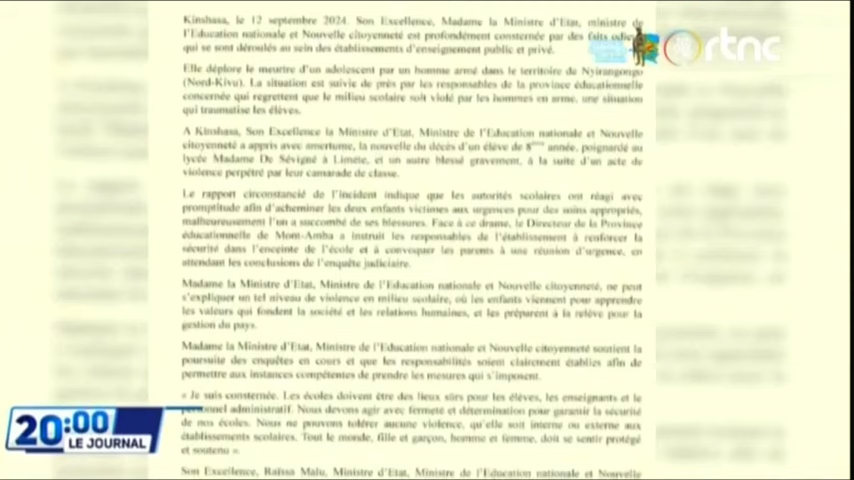 Kinshasa, le 12 septembre 2024. Son Excellence, Madame la Ministre d'Etat, ministre de
l'Education nationale et Nouvelle citoyenneté est profondément consternée par des faits odieux
qui se sont déroulés au sein des établissements d'enseignement public et privé.
rtnc
Elle déplore le meurtre d'un adolescent par un homme armé dans le territoire de Nyirangongo
(Nord-Kivu). La situation est suivie de près par les responsables de la province éducationnelle
concernée qui regrettent que le milieu scolaire soit violé par les hommes en arme, une situation
qui traumatise les élèves.
A Kinshasa, Son Excellence la Ministre d'Etat, Ministre de l'Education nationale et Nouvelle
citoyenneté a appris avec amertume, la nouvelle du décès d'un élève de 8ème année, poignardé au
lycée Madame De Sévigné à Limete, et un autre blessé gravement, à la suite d'un acte de
violence perpétré par leur camarade de classe.
Le rapport circonstancié de l'incident indique que les autorités scolaires ont réagi avec
promptitude afin d'acheminer les deux enfants victimes aux urgences pour des soins appropriés,
malheureusement l'un a succombé de ses blessures. Face à ce drame, le Directeur de la Province
éducationnelle de Mont-Amba a instruit les responsables de l'établissement à renforcer la
sécurité dans l'enceinte de l'école et à convoquer les parents à une réunion d'urgence, en
attendant les conclusions de l'enquête judiciaire.
Madame la Ministre d'Etat, Ministre de l'Education nationale et Nouvelle citoyenneté, ne peut
s'expliquer un tel niveau de violence en milieu scolaire, où les enfants viennent pour apprendre
les valeurs qui fondent la société et les relations humaines, et les préparent à la relève pour la
gestion du pays.
Madame la Ministre d'Etat, Ministre de l'Education nationale et Nouvelle citoyenneté soutient la
poursuite des enquêtes en cours et que les responsabilités soient clairement établies afin de
permettre aux instances compétentes de prendre les mesures qui s'imposent.
« Je suis consternée. Les écoles doivent être des lieux sûrs pour les élèves, les enseignants et le
personnel administratif. Nous devons agir avec fermeté et détermination pour garantir la sécurité
de nos écoles. Nous ne pouvons tolérer aucune violence, qu'elle soit interne ou externe aux
établissements scolaires. Tout le monde, fille et garçon, homme et femme, doit se sentir protégé
et soutenu ».
Son Excellence, Raïssa Malu, Ministre d'Etat, Ministre de l'Education nationale et Nouvelle
20:00
LE JOURNAL